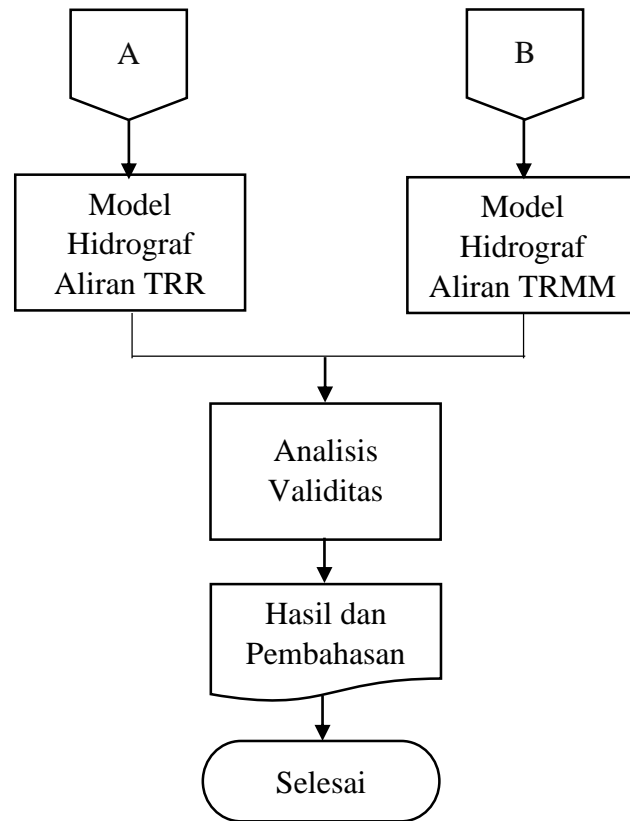 A
B
Model
Hidrograf
Aliran TRR
Model
Hidrograf
Aliran TRMM
Analisis
Validitas
Hasil dan
Pembahasan
Selesai